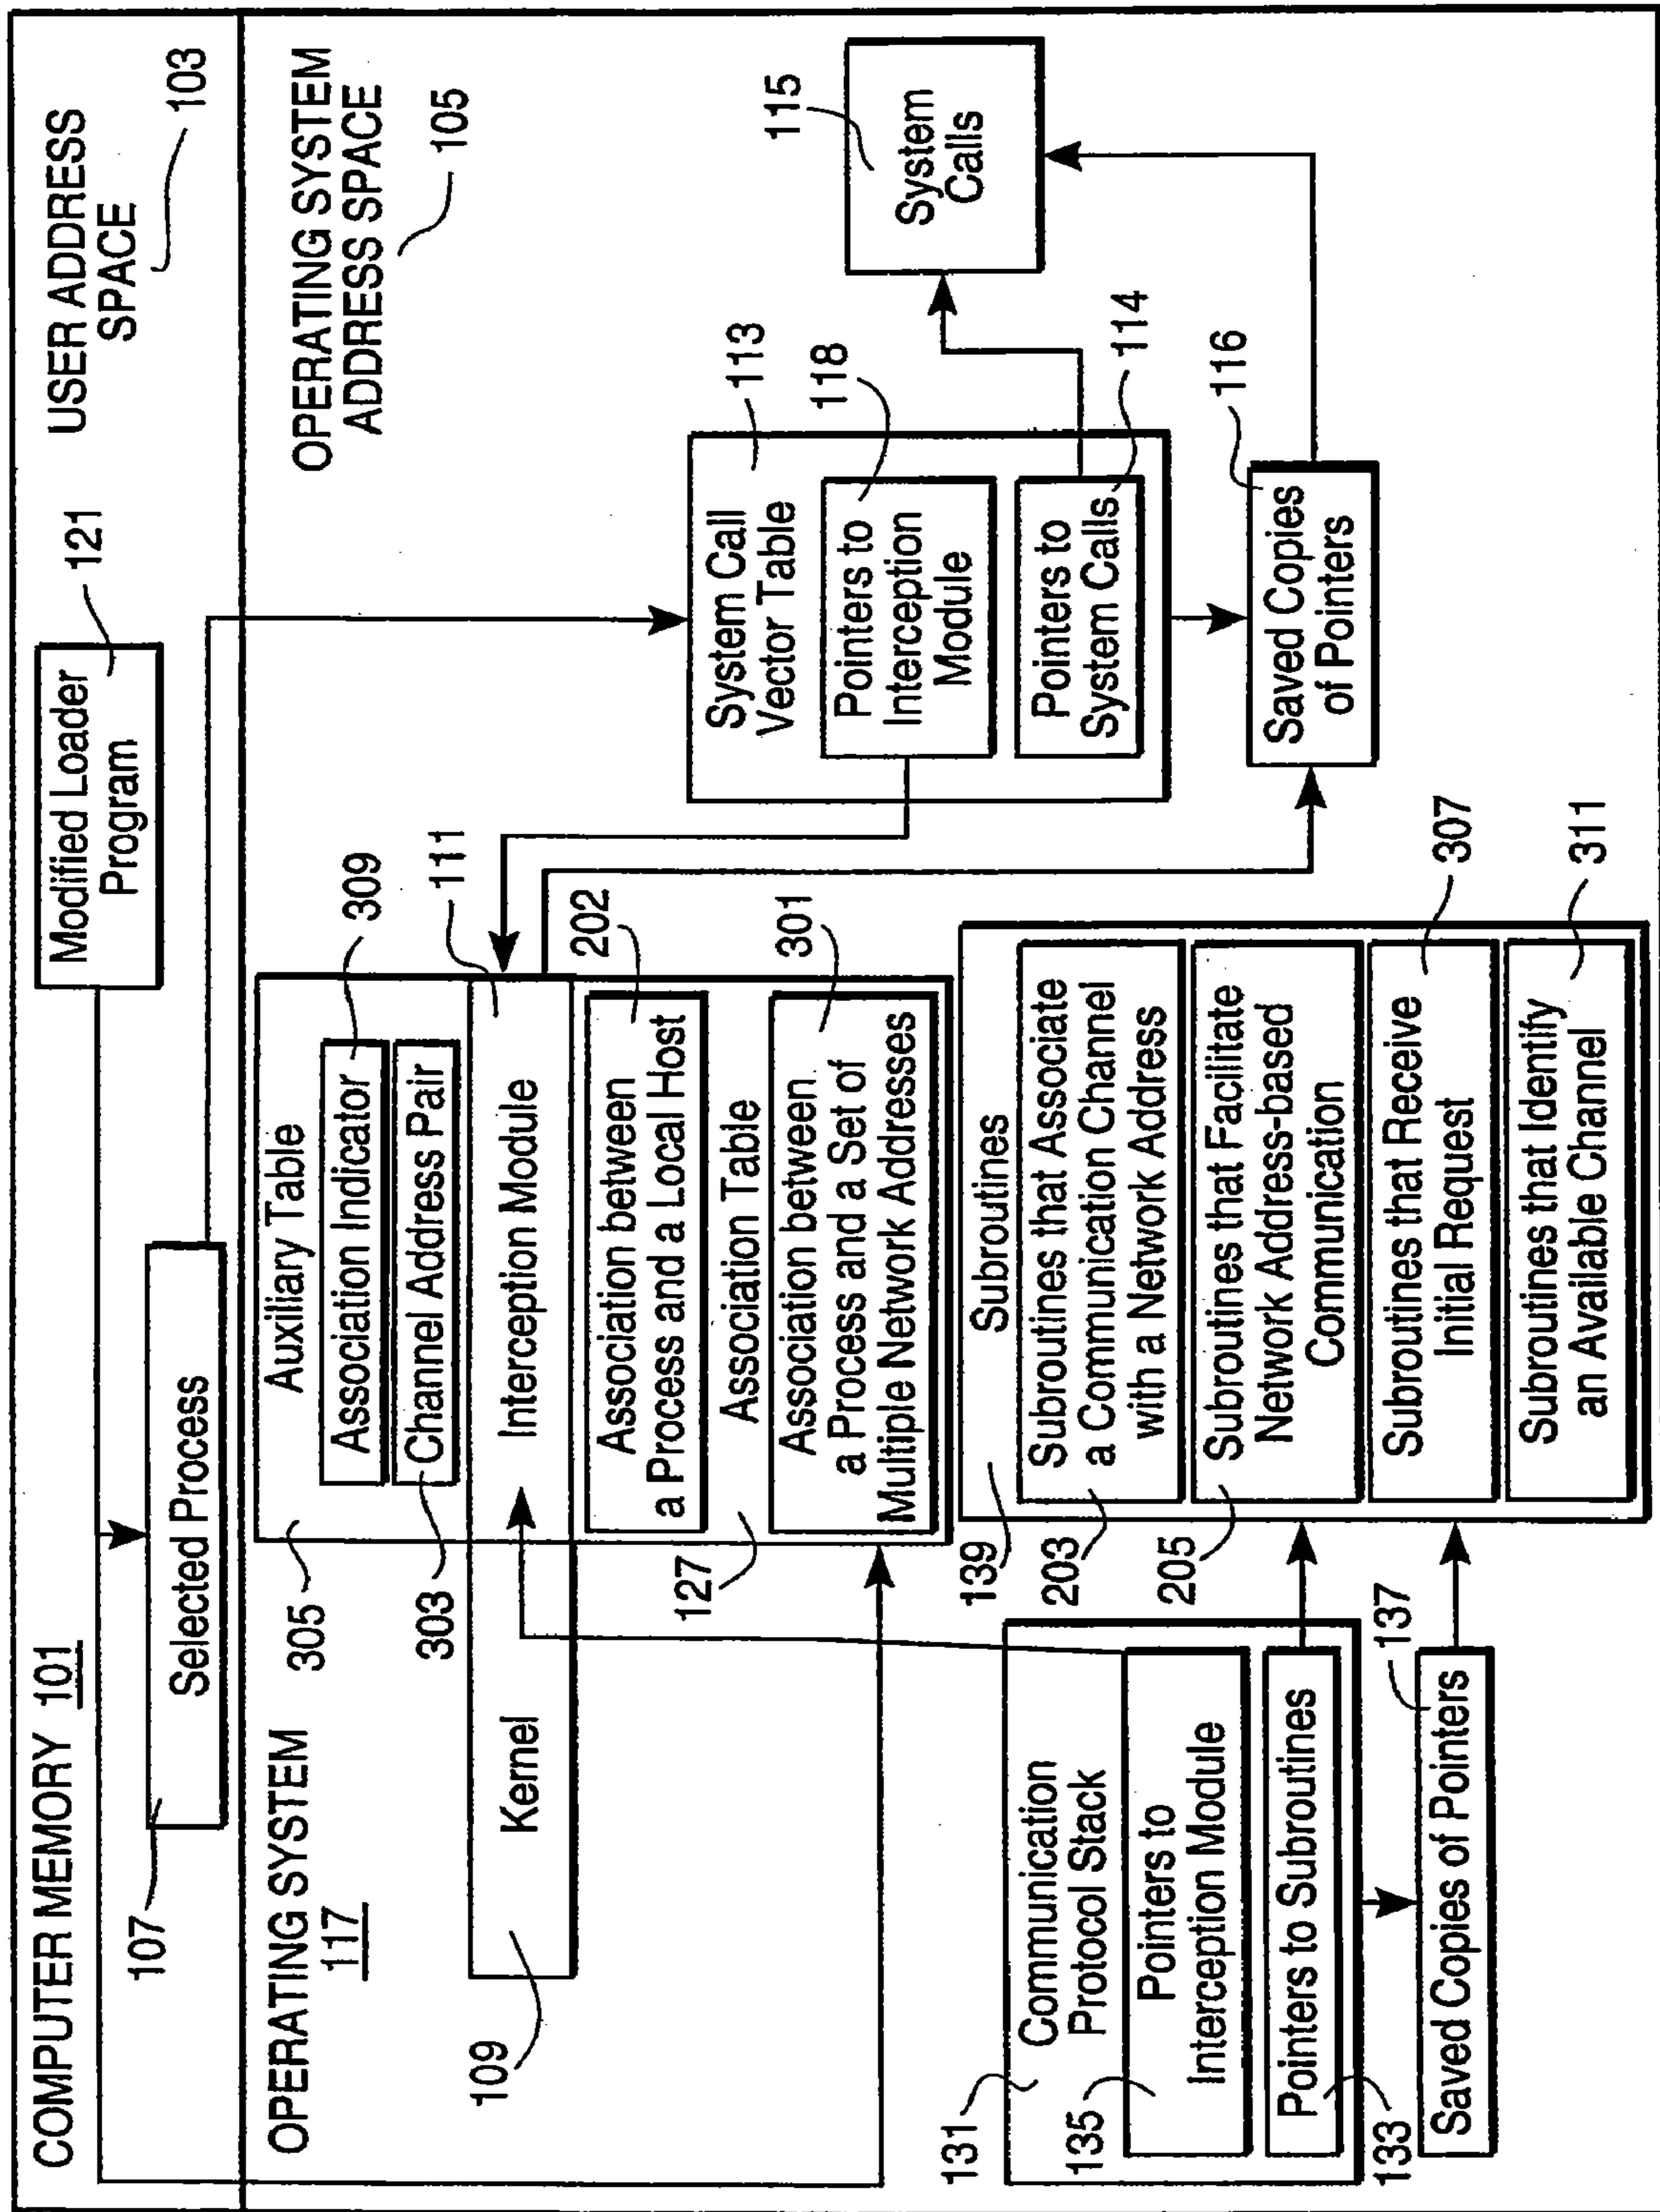 COMPUTER MEMORY 101
USER ADDRESS
SPACE
103
Modified Loader
Program
121
Selected Process
107
OPERATING SYSTEM
117
OPERATING SYSTEM
ADDRESS SPACE
105
305
Auxiliary Table
Association Indicator
309
Channel Address Pair
303
Kernel
109
Interception Module
111
Association between
a Process and a Local Host
202
127
Association Table
Association between
a Process and a Set of
Multiple Network Addresses
301
System Call
Vector Table
113
Pointers to
Interception
Module
118
Pointers to
System Calls
114
System
Calls
115
Saved Copies
of Pointers
116
131
Communication
Protocol Stack
135
Pointers to
Interception Module
Pointers to Subroutines
133
Saved Copies of Pointers
137
139
Subroutines
Subroutines that Associate
a Communication Channel
with a Network Address
203
Subroutines that Facilitate
Network Address-based
Communication
205
Subroutines that Receive
Initial Request
307
Subroutines that Identify
an Available Channel
311